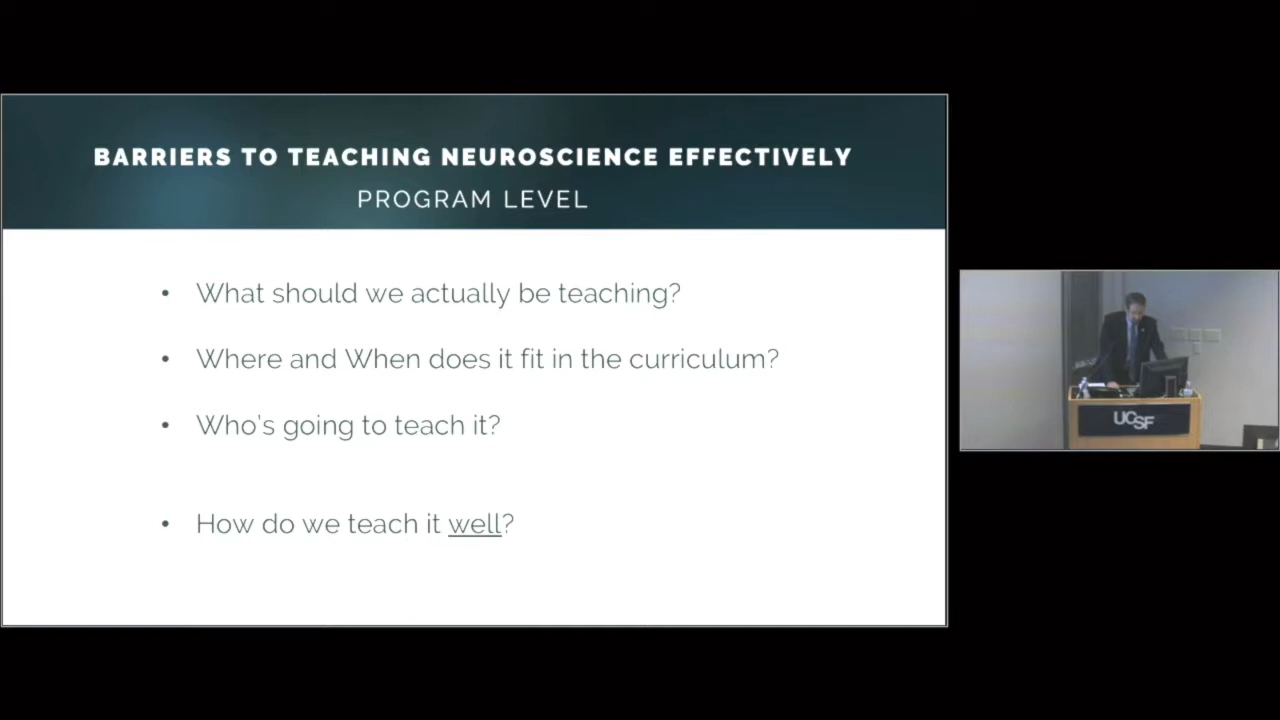 BARRIERS TO TEACHING NEUROSCIENCE EFFECTIVELY
PROGRAM LEVEL
• What should we actually be teaching?
• Where and When does it fit in the curriculum?
• Who's going to teach it?
• How do we teach it well?
UCSF